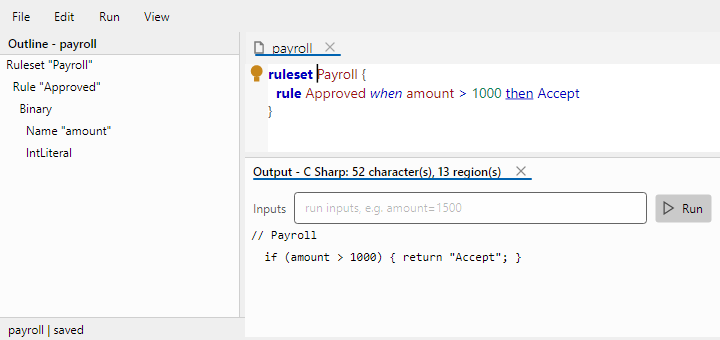 File Edit Run View
Outline - payroll
Ruleset "Payroll"
Rule "Approved"
Binary
Name "amount"
IntLiteral
payroll
ruleset Payroll {
rule Approved when amount > 1000 then Accept
}
Output - C Sharp: 52 character(s), 13 region(s)
Inputs run inputs, e.g. amount=1500 Run
// Payroll
if (amount > 1000) { return "Accept"; }
payroll | saved